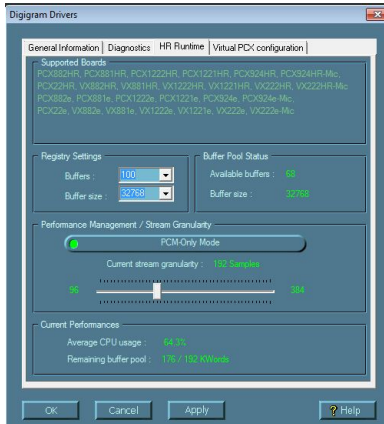 Digigram Drivers
General Information Diagnostics HR Runtime Virtual PCX configuration
Supported Boards
PCX882HR, PCX881HR, PCX1222HR, PCX1221HR, PCX924HR, PCX924HR-Mic,
PCX22HR, VX882HR, VX881HR, VX1222HR, VX1221HR, VX222HR, VX222HR-Mic
PCX882e, PCX881e, PCX1222e, PCX1221e, PCX924e, PCX924e-Mic,
PCX22e, VX882e, VX881e, VX1222e, VX1221e, VX222e, VX222e-Mic
Registry Settings
Buffers : 100
Buffer size : 32768
Buffer Pool Status
Available buffers : 68
Buffer size : 32768
Performance Management / Stream Granularity
PCM-Only Mode
Current stream granularity : 192 Samples
96 384
Current Performances
Average CPU usage : 64.3%
Remaining buffer pool : 176 / 192 KWords
OK Cancel Apply ? Help